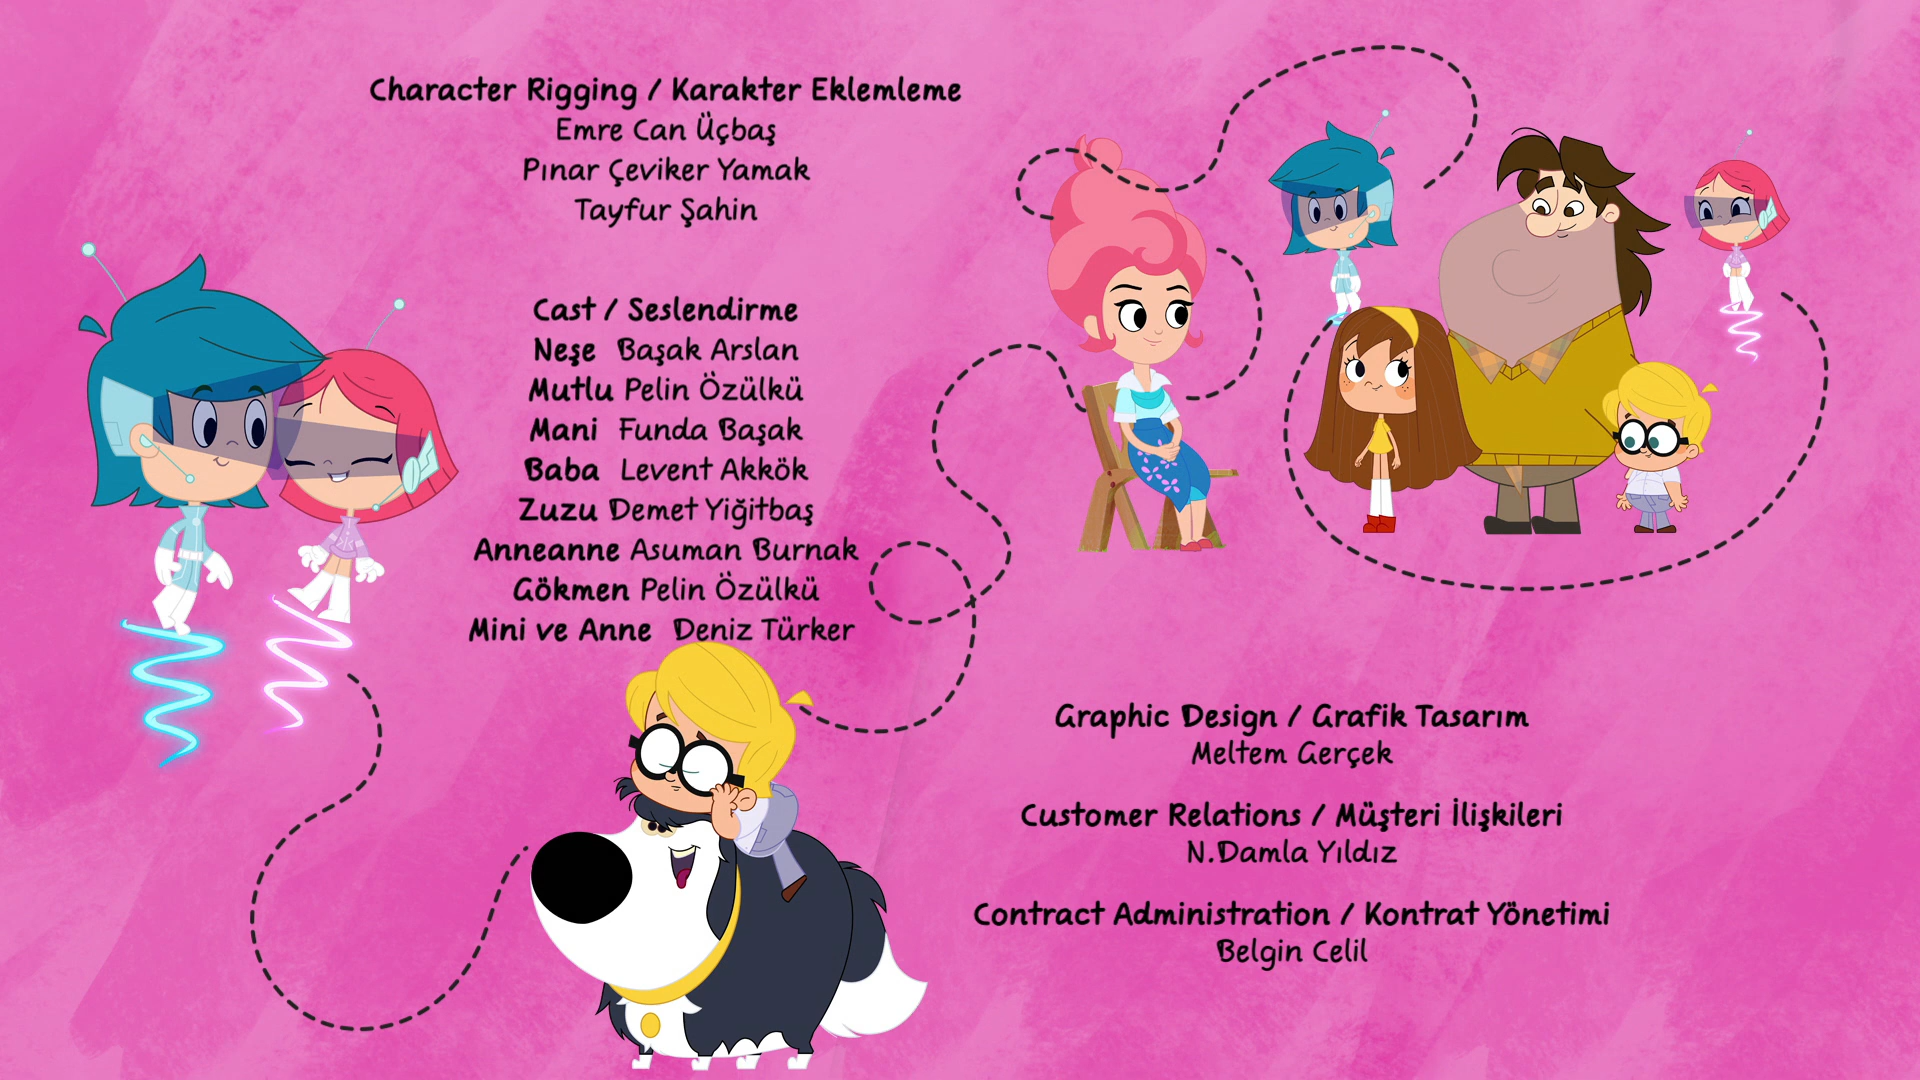 Character Rigging / Karakter Eklemleme
Emre Can Üçbaş
Pınar Çeviker Yamak
Tayfur Şahin
Cast / Seslendirme
Neşe Başak Arslan
Mutlu Pelin Özülkü
Mani Funda Başak
Baba Levent Akkök
Zuzu Demet Yiğitbaş
Anneanne Asuman Burnak
Gökmen Pelin Özülkü
Mini ve Anne Deniz Türker
Graphic Design / Grafik Tasarım
Meltem Gerçek
Customer Relations / Müşteri İlişkileri
N.Damla Yıldız
Contract Administration / Kontrat Yönetimi
Belgin Celil